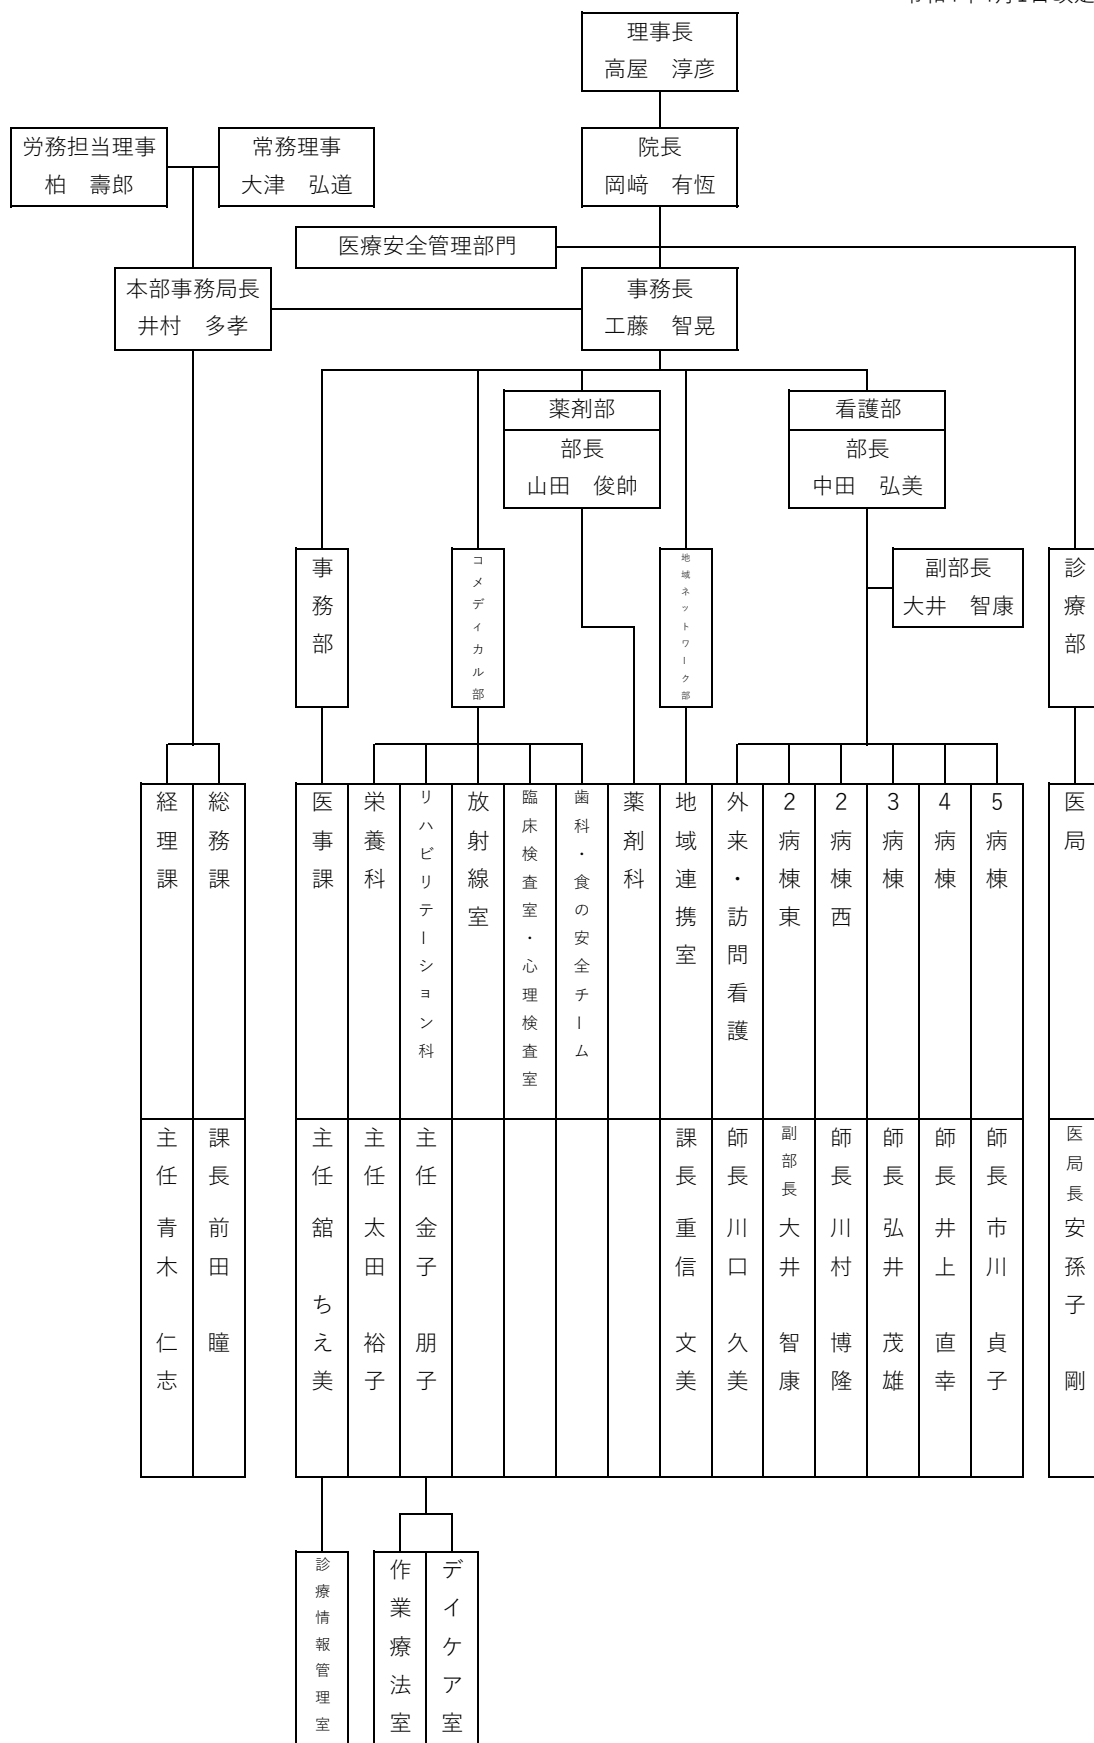 理事長
高屋　淳彦
労務担当理事
柏　壽郎
常務理事
大津　弘道
院長
岡﨑　有恆
医療安全管理部門
本部事務局長
井村　多孝
事務長
工藤　智晃
薬剤部
部長
山田　俊帥
看護部
部長
中田　弘美
副部長
大井　智康
事務部
コメディカル部
地域ネットワーク部
診療部
経理課
総務課
医事課
栄養科
リハビリテーション科
放射線室
臨床検査室・心理検査室
歯科・食の安全チーム
薬剤科
地域連携室
外来・訪問看護
2病棟東
2病棟西
3病棟
4病棟
5病棟
医局
主任 青木　仁志
課長 前田　瞳
主任 舘　ちえ美
主任 太田　裕子
主任 金子　朋子
課長 重信　文美
師長 川口　久美
副部長 大井　智康
師長 川村　博隆
師長 弘井　茂雄
師長 井上　直幸
師長 市川　貞子
医局長 安孫子　剛
診療情報管理室
作業療法室
デイケア室